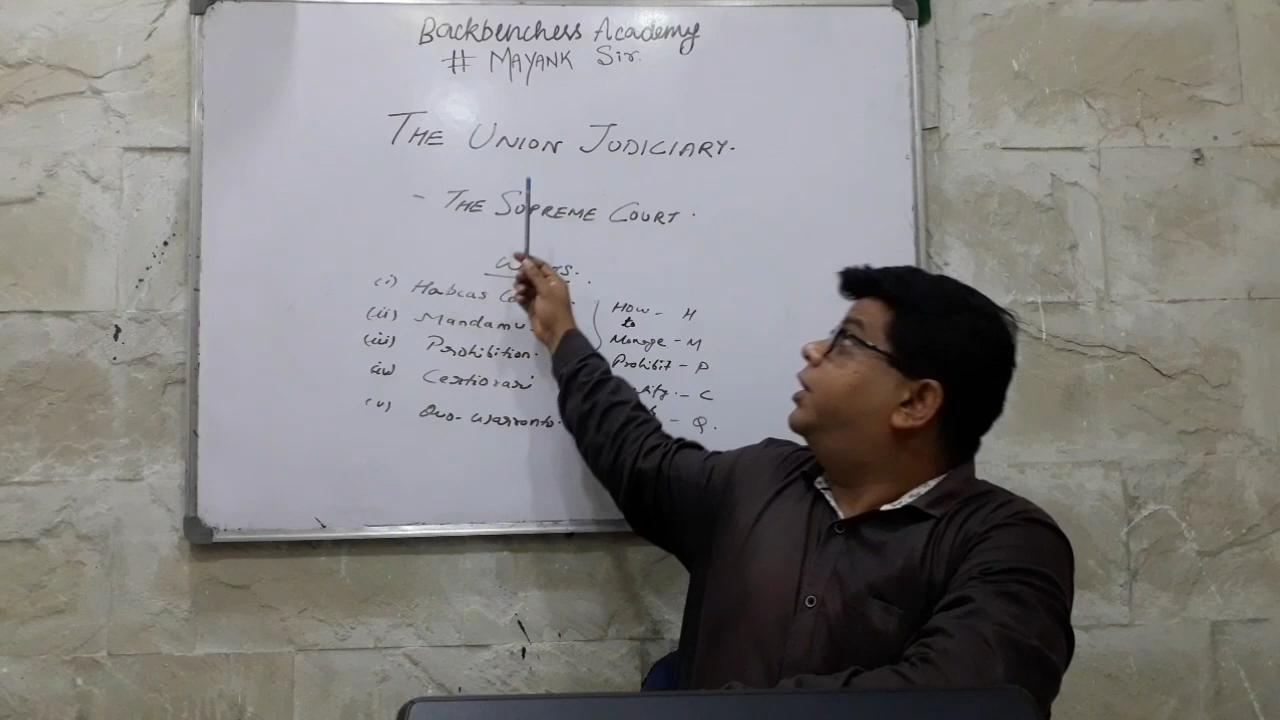 Backbenchers Academy
# MAYANK Sir.
THE UNION JUDICIARY.
- THE SUPREME COURT.
(i) Habeas
(ii) Mandamu
(iii) Prohibition.
(iv) Certiorari
(v) Quo-warranto.
How - H
to
Manage - M
Prohibit - P
- C
- Q.